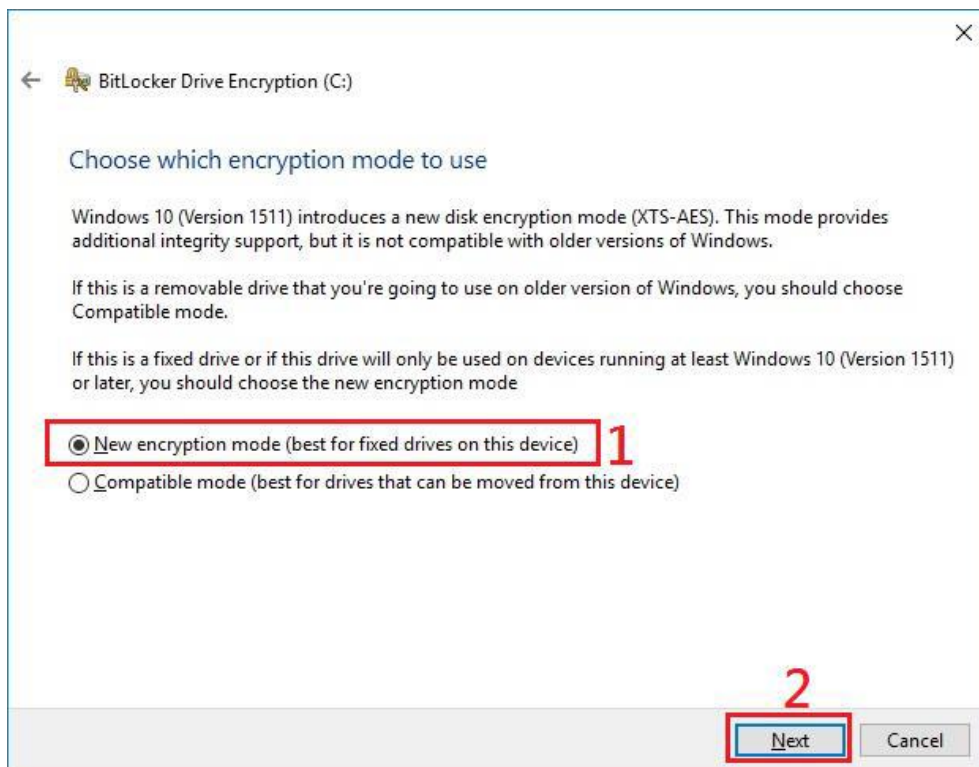 BitLocker Drive Encryption (C:)
Choose which encryption mode to use
Windows 10 (Version 1511) introduces a new disk encryption mode (XTS-AES). This mode provides
additional integrity support, but it is not compatible with older versions of Windows.
If this is a removable drive that you're going to use on older version of Windows, you should choose
Compatible mode.
If this is a fixed drive or if this drive will only be used on devices running at least Windows 10 (Version 1511)
or later, you should choose the new encryption mode
New encryption mode (best for fixed drives on this device) 1
Compatible mode (best for drives that can be moved from this device)
2
Next Cancel